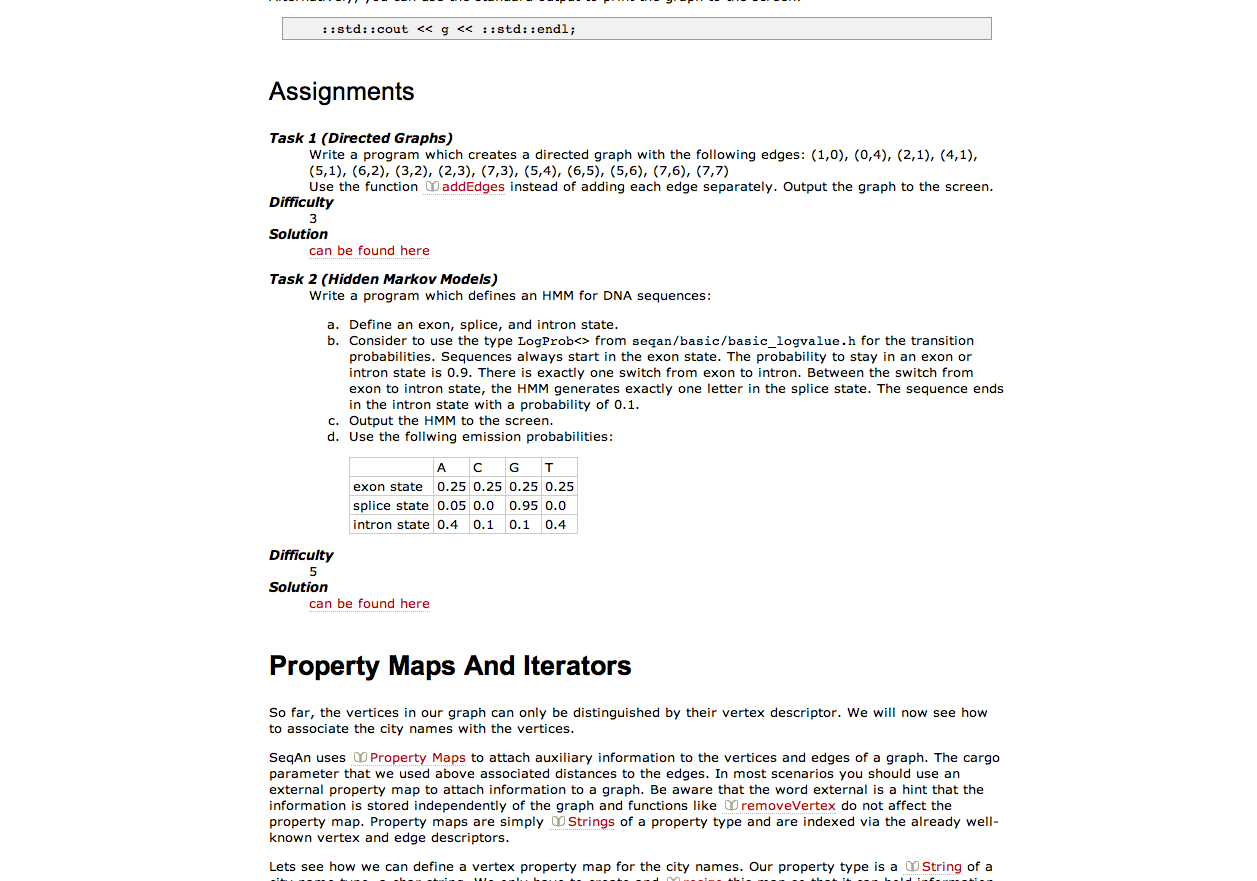 ::std::cout << g << ::std::endl;
Assignments
Task 1 (Directed Graphs)
Write a program which creates a directed graph with the following edges: (1,0), (0,4), (2,1), (4,1),
(5,1), (6,2), (3,2), (2,3), (7,3), (5,4), (6,5), (5,6), (7,6), (7,7)
Use the function addEdges instead of adding each edge separately. Output the graph to the screen.
Difficulty
3
Solution
can be found here
Task 2 (Hidden Markov Models)
Write a program which defines an HMM for DNA sequences:
a. Define an exon, splice, and intron state.
b. Consider to use the type LogProb<> from seqan/basic/basic_logvalue.h for the transition
probabilities. Sequences always start in the exon state. The probability to stay in an exon or
intron state is 0.9. There is exactly one switch from exon to intron. Between the switch from
exon to intron state, the HMM generates exactly one letter in the splice state. The sequence ends
in the intron state with a probability of 0.1.
c. Output the HMM to the screen.
d. Use the follwing emission probabilities:
A C G T
exon state 0.25 0.25 0.25 0.25
splice state 0.05 0.0 0.95 0.0
intron state 0.4 0.1 0.1 0.4
Difficulty
5
Solution
can be found here
Property Maps And Iterators
So far, the vertices in our graph can only be distinguished by their vertex descriptor. We will now see how
to associate the city names with the vertices.
SeqAn uses Property Maps to attach auxiliary information to the vertices and edges of a graph. The cargo
parameter that we used above associated distances to the edges. In most scenarios you should use an
external property map to attach information to a graph. Be aware that the word external is a hint that the
information is stored independently of the graph and functions like removeVertex do not affect the
property map. Property maps are simply Strings of a property type and are indexed via the already well-
known vertex and edge descriptors.
Lets see how we can define a vertex property map for the city names. Our property type is a String of a